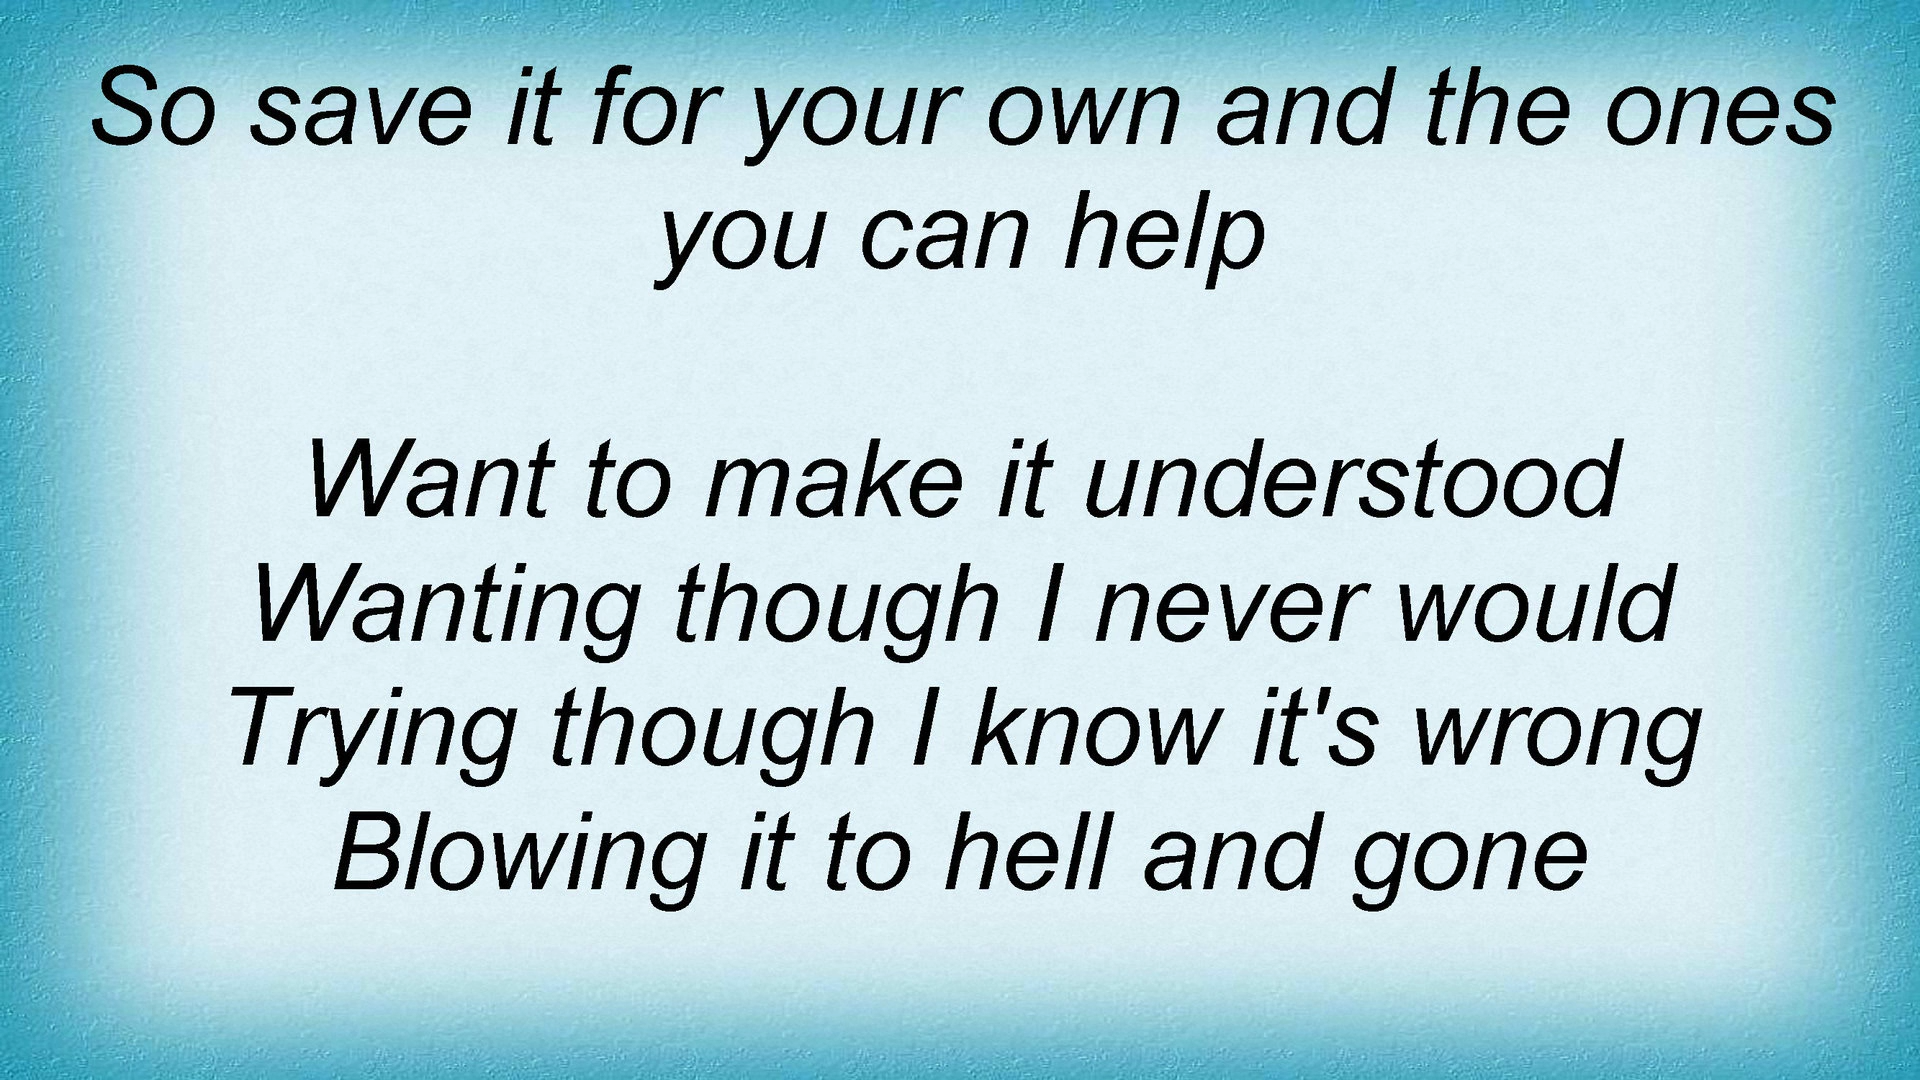 So save it for your own and the ones
you can help
Want to make it understood
Wanting though I never would
Trying though I know it's wrong
Blowing it to hell and gone